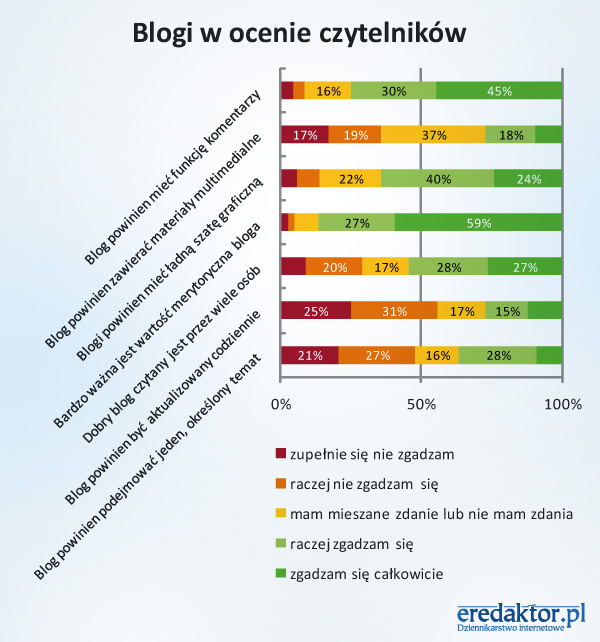 Blogi w ocenie czytelników
Blog powinien mieć funkcję komentarzy
16% 30% 45%
Blog powinien zawierać materiały multimedialne
17% 19% 37% 18%
Blogi powinien mieć ładną szatę graficzną
22% 40% 24%
Bardzo ważna jest wartość merytoryczna bloga
27% 59%
Dobry blog czytany jest przez wiele osób
20% 17% 28% 27%
Blog powinien być aktualizowany codziennie
25% 31% 17% 15%
Blog powinien podejmować jeden, określony temat
21% 27% 16% 28%
0% 50% 100%
zupełnie się nie zgadzam
raczej nie zgadzam się
mam mieszane zdanie lub nie mam zdania
raczej zgadzam się
zgadzam się całkowicie
eredaktor.pl
Dziennikarstwo internetowe